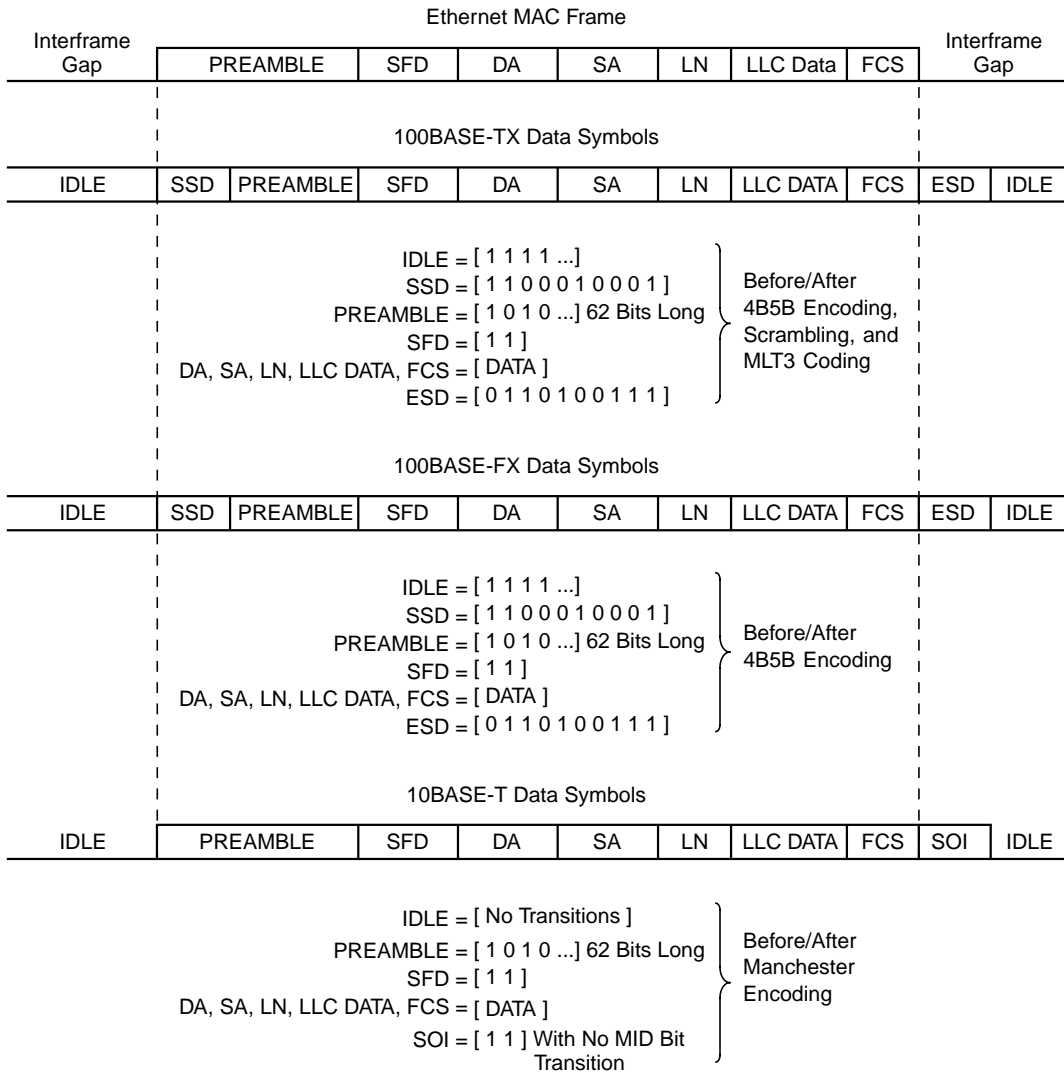 Ethernet MAC Frame
Interframe Gap
PREAMBLE SFD DA SA LN LLC Data FCS
Interframe Gap
100BASE-TX Data Symbols
IDLE SSD PREAMBLE SFD DA SA LN LLC DATA FCS ESD IDLE
IDLE = [ 1 1 1 1 ...]
SSD = [ 1 1 0 0 0 1 0 0 0 1 ]
PREAMBLE = [ 1 0 1 0 ...] 62 Bits Long
SFD = [ 1 1 ]
DA, SA, LN, LLC DATA, FCS = [ DATA ]
ESD = [ 0 1 1 0 1 0 0 1 1 1 ]
Before/After
4B5B Encoding,
Scrambling, and
MLT3 Coding
100BASE-FX Data Symbols
IDLE SSD PREAMBLE SFD DA SA LN LLC DATA FCS ESD IDLE
IDLE = [ 1 1 1 1 ...]
SSD = [ 1 1 0 0 0 1 0 0 0 1 ]
PREAMBLE = [ 1 0 1 0 ...] 62 Bits Long
SFD = [ 1 1 ]
DA, SA, LN, LLC DATA, FCS = [ DATA ]
ESD = [ 0 1 1 0 1 0 0 1 1 1 ]
Before/After
4B5B Encoding
10BASE-T Data Symbols
IDLE PREAMBLE SFD DA SA LN LLC DATA FCS SOI IDLE
IDLE = [ No Transitions ]
PREAMBLE = [ 1 0 1 0 ...] 62 Bits Long
SFD = [ 1 1 ]
DA, SA, LN, LLC DATA, FCS = [ DATA ]
SOI = [ 1 1 ] With No MID Bit
Transition
Before/After
Manchester
Encoding